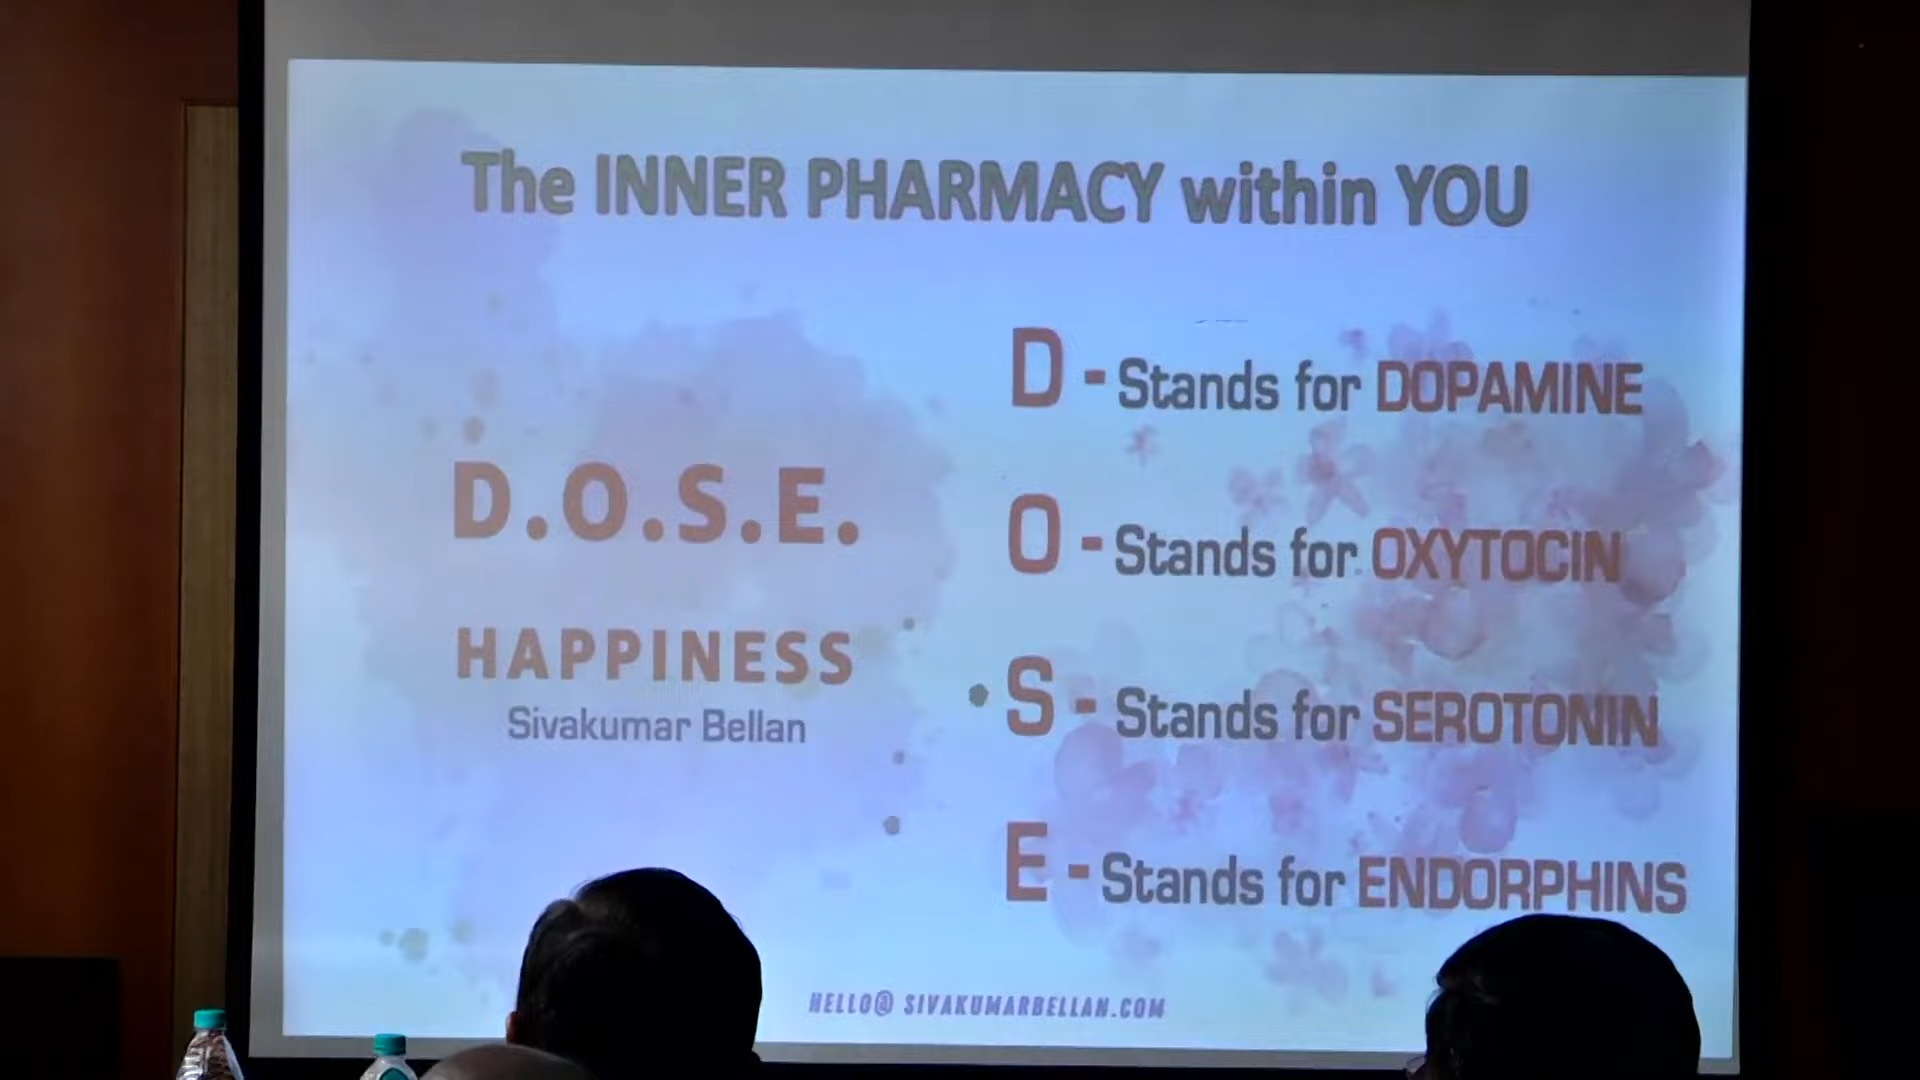 The INNER PHARMACY within YOU
D.O.S.E.
HAPPINESS
Sivakumar Bellan
D - Stands for DOPAMINE
O - Stands for OXYTOCIN
S - Stands for SEROTONIN
E - Stands for ENDORPHINS
HELLO@ SIVAKUMARBELLAN.COM